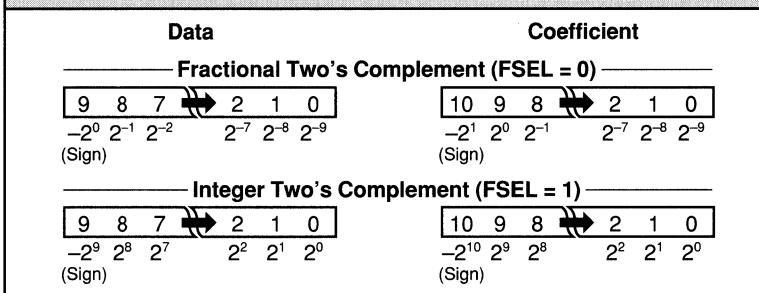 Data Coefficient
Fractional Two's Complement (FSEL = 0)
9 8 7 2 1 0 10 9 8 2 1 0
–2⁰ 2⁻¹ 2⁻² 2⁻⁷ 2⁻⁸ 2⁻⁹ –2¹ 2⁰ 2⁻¹ 2⁻⁷ 2⁻⁸ 2⁻⁹
(Sign) (Sign)
Integer Two's Complement (FSEL = 1)
9 8 7 2 1 0 10 9 8 2 1 0
–2⁹ 2⁸ 2⁷ 2² 2¹ 2⁰ –2¹⁰ 2⁹ 2⁸ 2² 2¹ 2⁰
(Sign) (Sign)